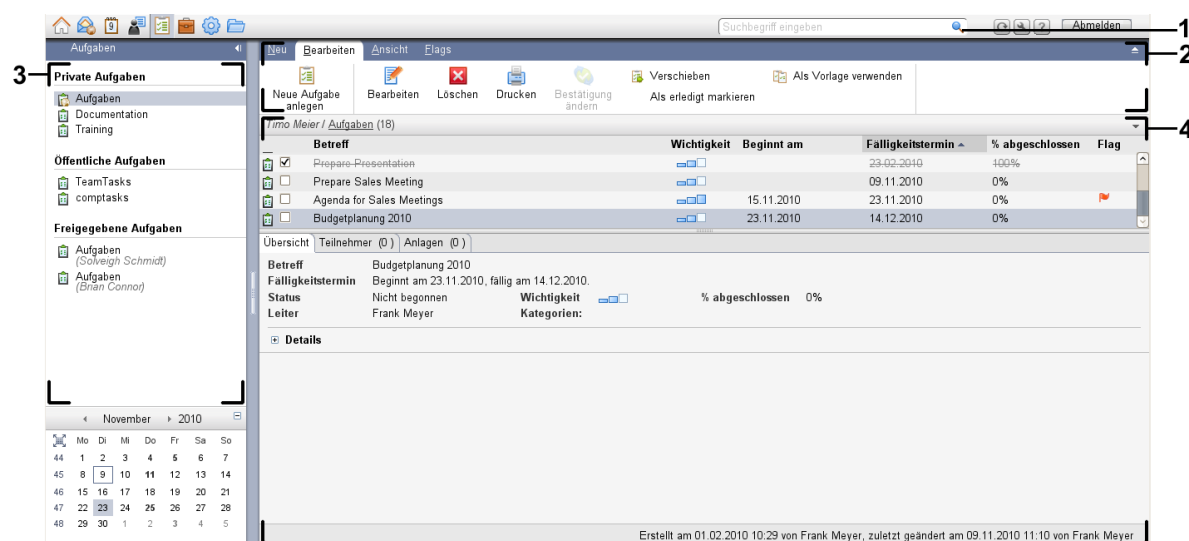 9
Suchbegriff eingeben
?
Abmelden
1
Aufgaben
Neu Bearbeiten Ansicht Flags
2
3
Private Aufgaben
Aufgaben
Documentation
Training
Öffentliche Aufgaben
TeamTasks
comptasks
Freigegebene Aufgaben
Aufgaben
(Solveigh Schmidt)
Aufgaben
(Brian Connor)
Neue Aufgabe
anlegen
Bearbeiten
Löschen
Drucken
Bestätigung
ändern
Verschieben
Als erledigt markieren
Als Vorlage verwenden
Timo Meier / Aufgaben (18)
4
Betreff Wichtigkeit Beginnt am Fälligkeitstermin % abgeschlossen Flag
Prepare Presentation 23.02.2010 100%
Prepare Sales Meeting 09.11.2010 0%
Agenda for Sales Meetings 15.11.2010 23.11.2010 0%
Budgetplanung 2010 23.11.2010 14.12.2010 0%
Übersicht Teilnehmer (0) Anlagen (0)
Betreff Budgetplanung 2010
Fälligkeitstermin Beginnt am 23.11.2010, fällig am 14.12.2010.
Status Nicht begonnen Wichtigkeit % abgeschlossen 0%
Leiter Frank Meyer Kategorien:
Details
November 2010
Mo Di Mi Do Fr Sa So
44 1 2 3 4 5 6 7
45 8 9 10 11 12 13 14
46 15 16 17 18 19 20 21
47 22 23 24 25 26 27 28
48 29 30 1 2 3 4 5
Erstellt am 01.02.2010 10:29 von Frank Meyer, zuletzt geändert am 09.11.2010 11:10 von Frank Meyer